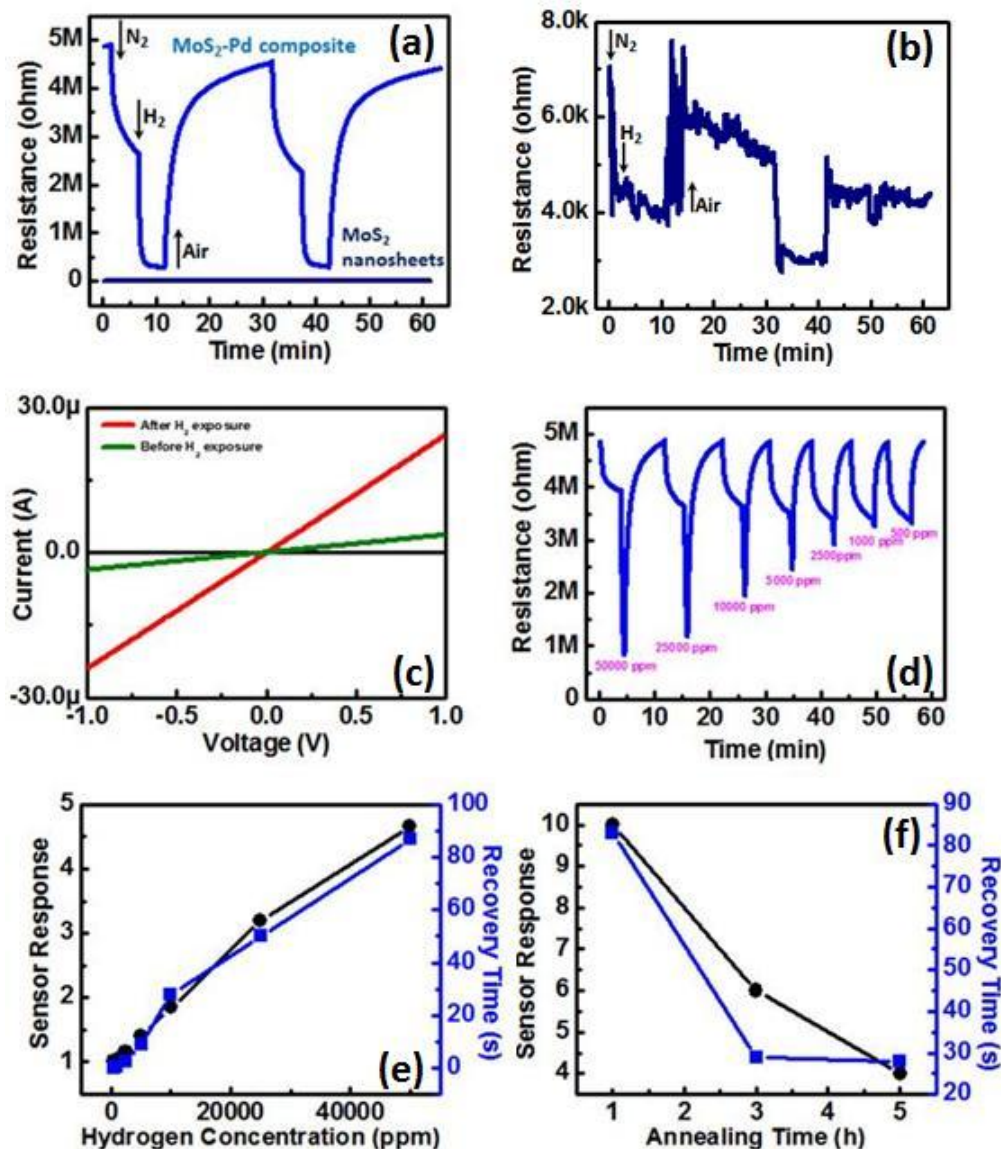 (a)
5M
4M
3M
2M
1M
0
Resistance (ohm)
N2
MoS2-Pd composite
H2
Air
MoS2
nanosheets
0 10 20 30 40 50 60
Time (min)
(b)
8.0k
6.0k
4.0k
2.0k
Resistance (ohm)
N2
H2
Air
0 10 20 30 40 50 60
Time (min)
30.0µ
0.0
-30.0µ
Current (A)
After H2 exposure
Before H2 exposure
(c)
-1.0 -0.5 0.0 0.5 1.0
Voltage (V)
5M
4M
3M
2M
1M
0
Resistance (ohm)
50000 ppm
25000 ppm
10000 ppm
5000 ppm
2500ppm
1000 ppm
500 ppm
(d)
0 10 20 30 40 50 60
Time (min)
5
4
3
2
1
Sensor Response
100
80
60
40
20
0
Recovery Time (s)
(e)
0 20000 40000
Hydrogen Concentration (ppm)
(f)
10
9
8
7
6
5
4
Sensor Response
90
80
70
60
50
40
30
20
Recovery Time (s)
1 2 3 4 5
Annealing Time (h)